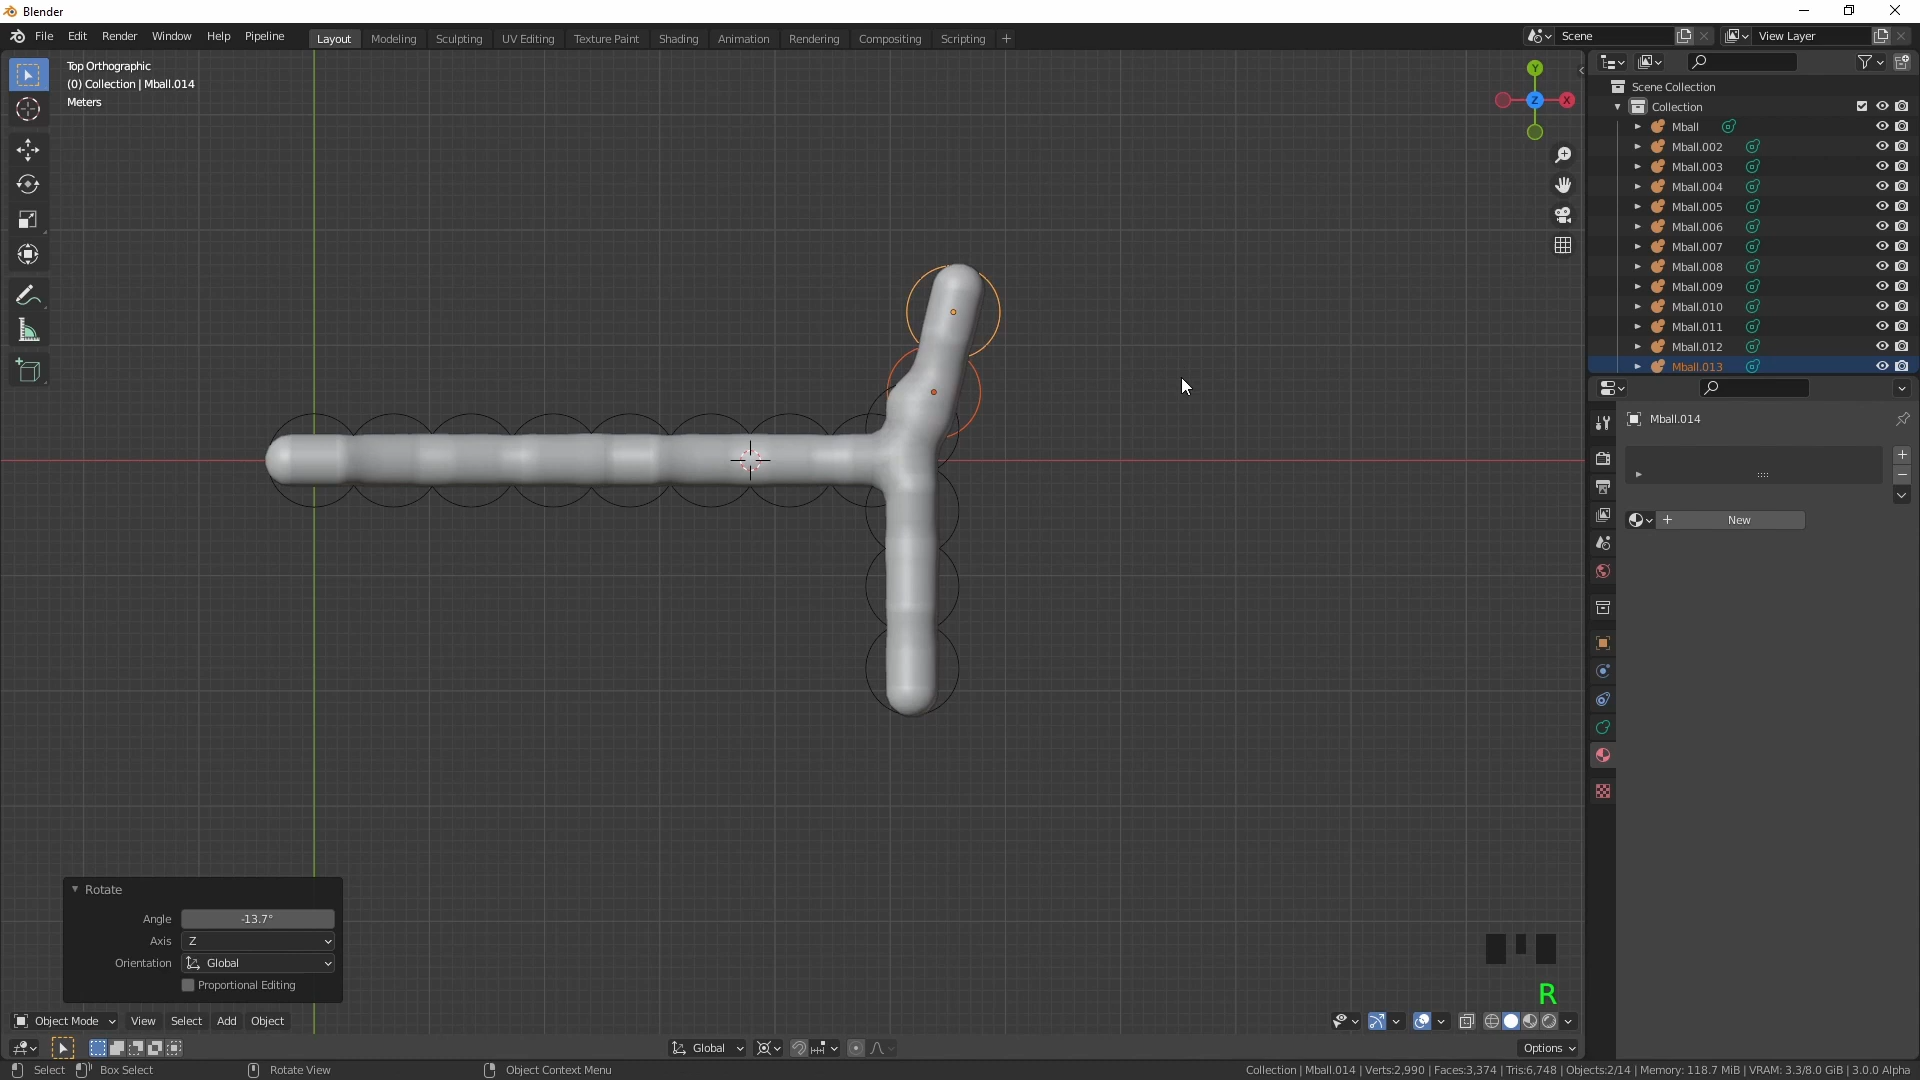 Blender
File Edit Render Window Help Pipeline
Layout Modeling Sculpting UV Editing Texture Paint Shading Animation Rendering Compositing Scripting +
Scene
View Layer
Top Orthographic
(0) Collection | Mball.014
Meters
Y
Z
X
Scene Collection
Collection
Mball
Mball.002
Mball.003
Mball.004
Mball.005
Mball.006
Mball.007
Mball.008
Mball.009
Mball.010
Mball.011
Mball.012
Mball.013
Mball.014
New
Rotate
Angle -13.7°
Axis Z
Orientation Global
Proportional Editing
R
Object Mode View Select Add Object
Global
Options
Select Box Select Rotate View Object Context Menu
Collection | Mball.014 | Verts:2,990 | Faces:3,374 | Tris:6,748 | Objects:2/14 | Memory: 118.7 MiB | VRAM: 3.3/8.0 GiB | 3.0.0 Alpha